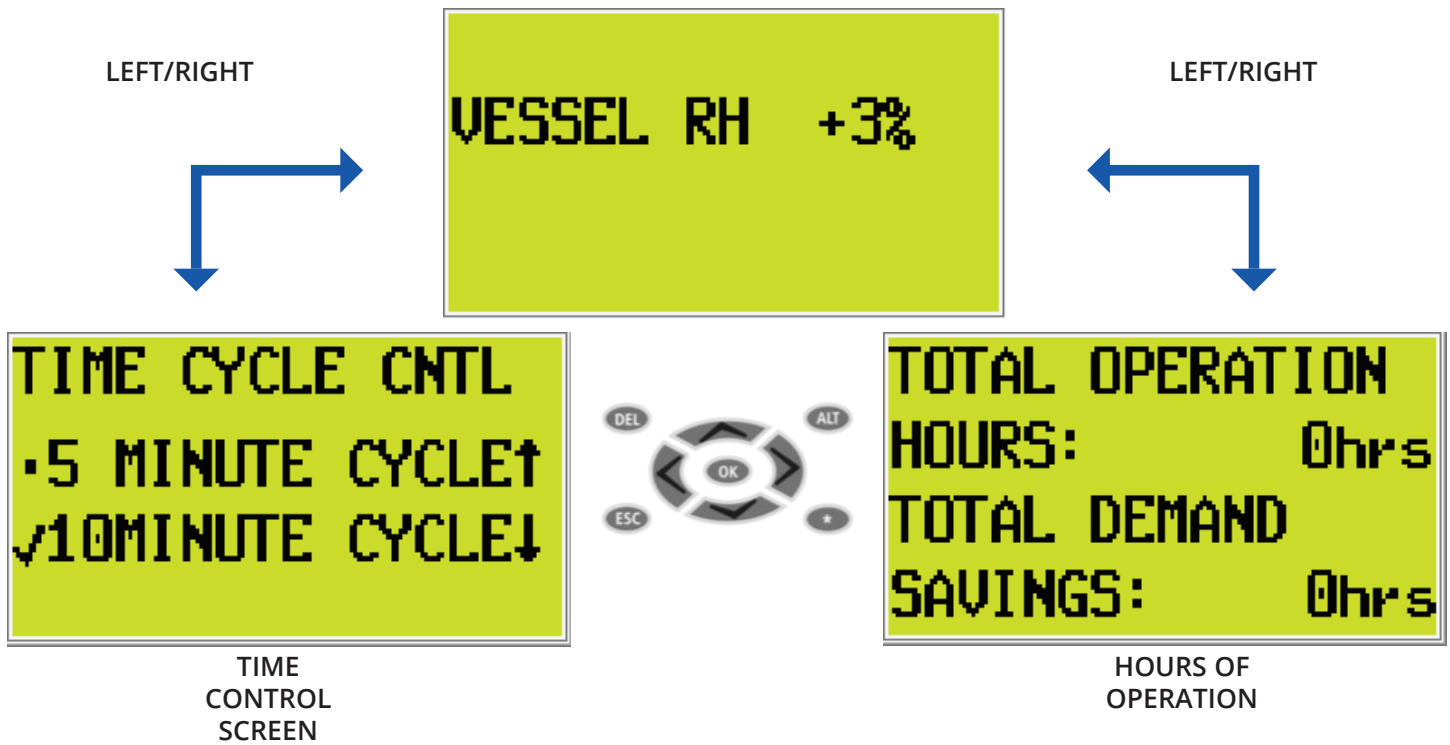 LEFT/RIGHT
VESSEL RH +3%
LEFT/RIGHT
TIME CYCLE CNTL
·5 MINUTE CYCLE↑
✓10MINUTE CYCLE↓
DEL
ALT
OK
ESC
*
TOTAL OPERATION
HOURS: 0hrs
TOTAL DEMAND
SAVINGS: 0hrs
TIME
CONTROL
SCREEN
HOURS OF
OPERATION